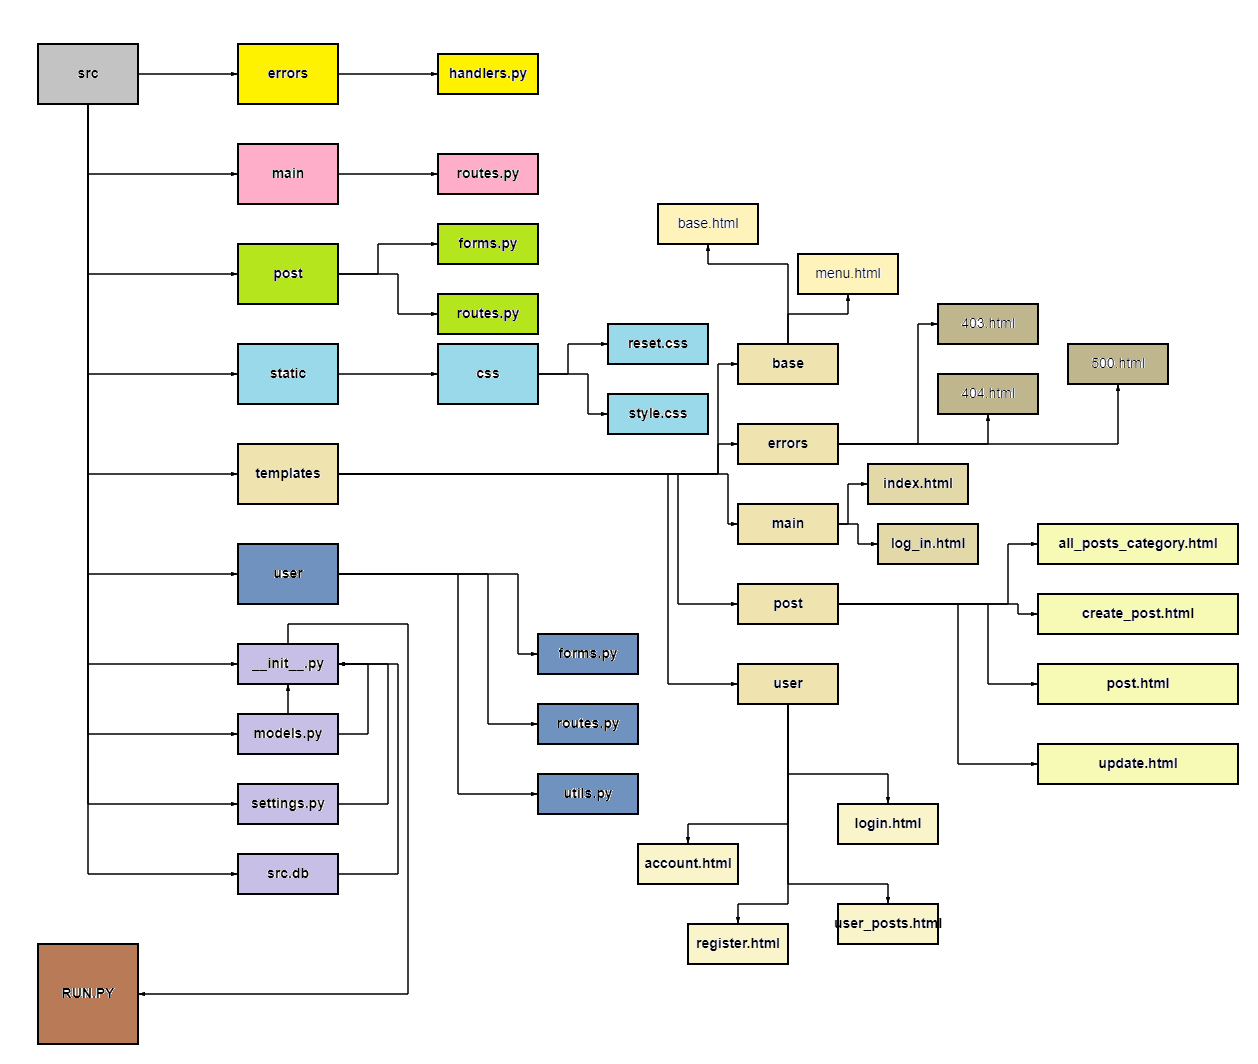 src
errors
handlers.py
main
routes.py
base.html
forms.py
post
menu.html
routes.py
403.html
reset.css
500.html
base
static
css
404.html
style.css
errors
templates
index.html
main
log_in.html
all_posts_category.html
user
post
create_post.html
forms.py
__init__.py
user
post.html
routes.py
models.py
update.html
utils.py
settings.py
login.html
account.html
src.db
user_posts.html
register.html
RUN.PY